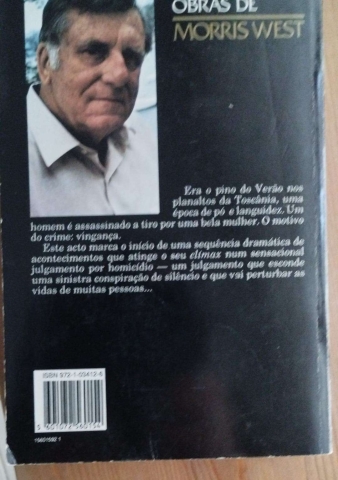 OBRAS DE
MORRIS WEST
Era o pino do Verão nos
planaltos da Toscânia, uma
época de pó e languidez. Um
homem é assassinado a tiro por uma bela mulher. O motivo
do crime: vingança.
Este acto marca o início de uma sequência dramática de
acontecimentos que atinge o seu clímax num sensacional
julgamento por homicídio — um julgamento que esconde
uma sinistra conspiração de silêncio e que vai perturbar as
vidas de muitas pessoas...
ISBN 972-1-03412-6